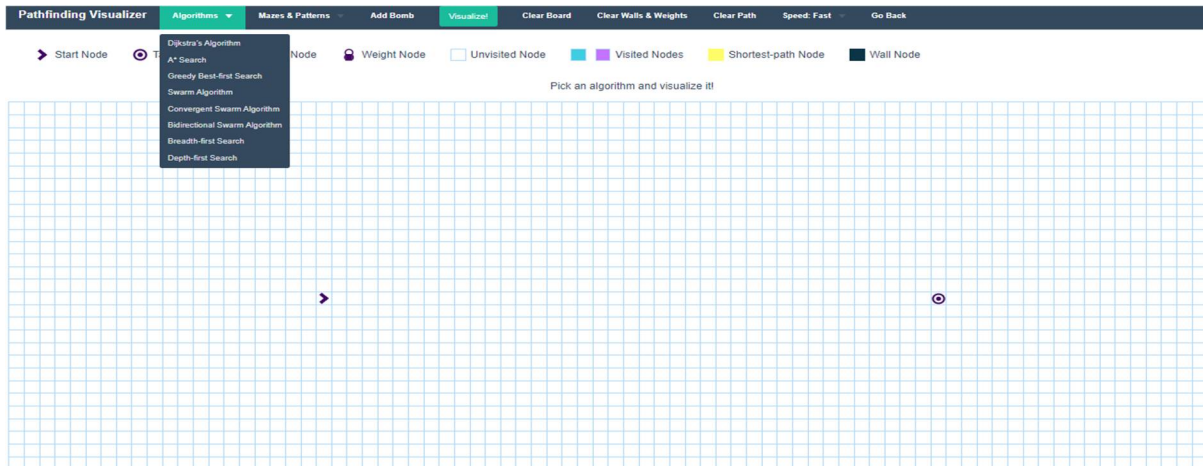 Pathfinding Visualizer Algorithms Mazes & Patterns Add Bomb Visualize! Clear Board Clear Walls & Weights Clear Path Speed: Fast Go Back
Start Node T Node Weight Node Unvisited Node Visited Nodes Shortest-path Node Wall Node
Dijkstra's Algorithm
A* Search
Greedy Best-first Search
Swarm Algorithm
Convergent Swarm Algorithm
Bidirectional Swarm Algorithm
Breadth-first Search
Depth-first Search
Pick an algorithm and visualize it!